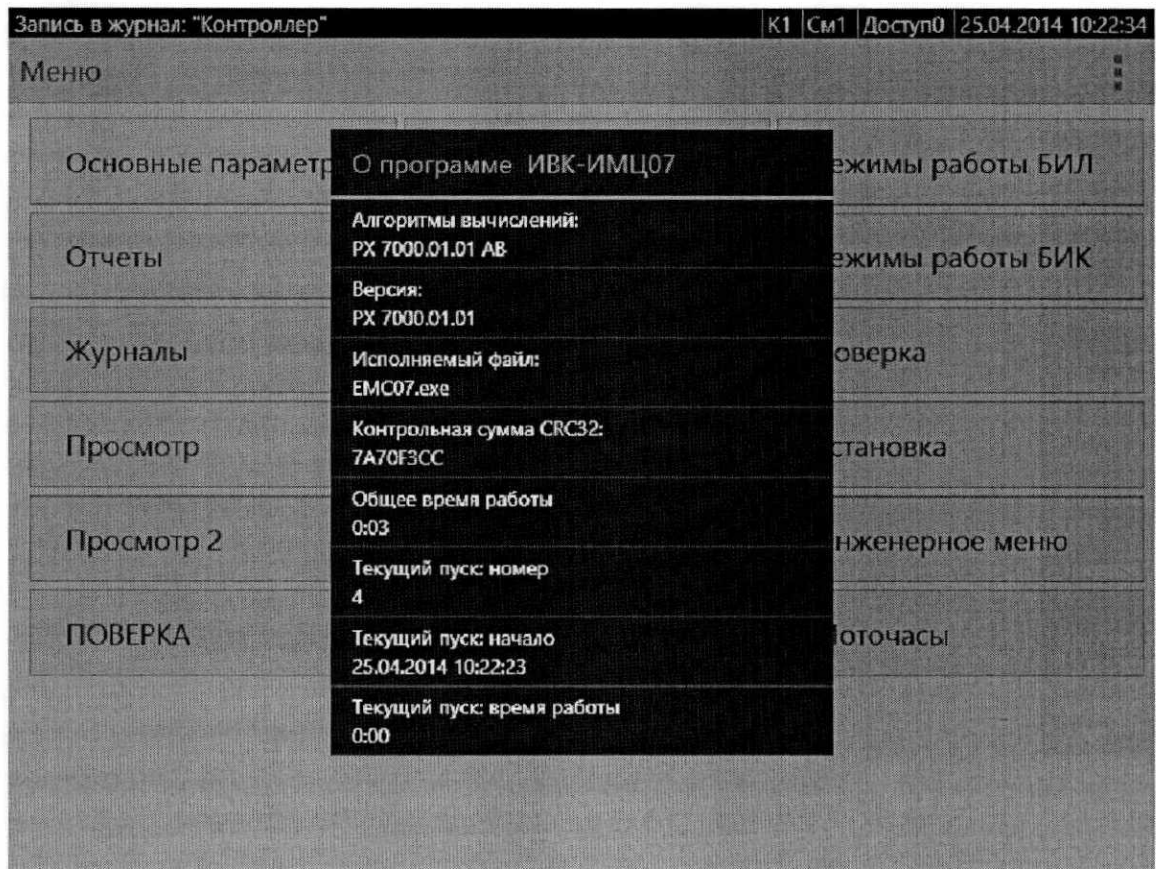 Запись в журнал: "Контроллер" К1 См1 Доступ0 25.04.2014 10:22:34
Меню
Основные параметр
ежимы работы БИЛ
Отчеты
ежимы работы БИК
Журналы
оверка
Просмотр
становка
Просмотр 2
нженерное меню
ПОВЕРКА
оточасы
О программе ИВК-ИМЦ07
Алгоритмы вычислений:
РХ 7000.01.01 АВ
Версия:
РХ 7000.01.01
Исполняемый файл:
EMC07.exe
Контрольная сумма CRC32:
7A70F3CC
Общее время работы
0:03
Текущий пуск: номер
4
Текущий пуск: начало
25.04.2014 10:22:23
Текущий пуск: время работы
0:00